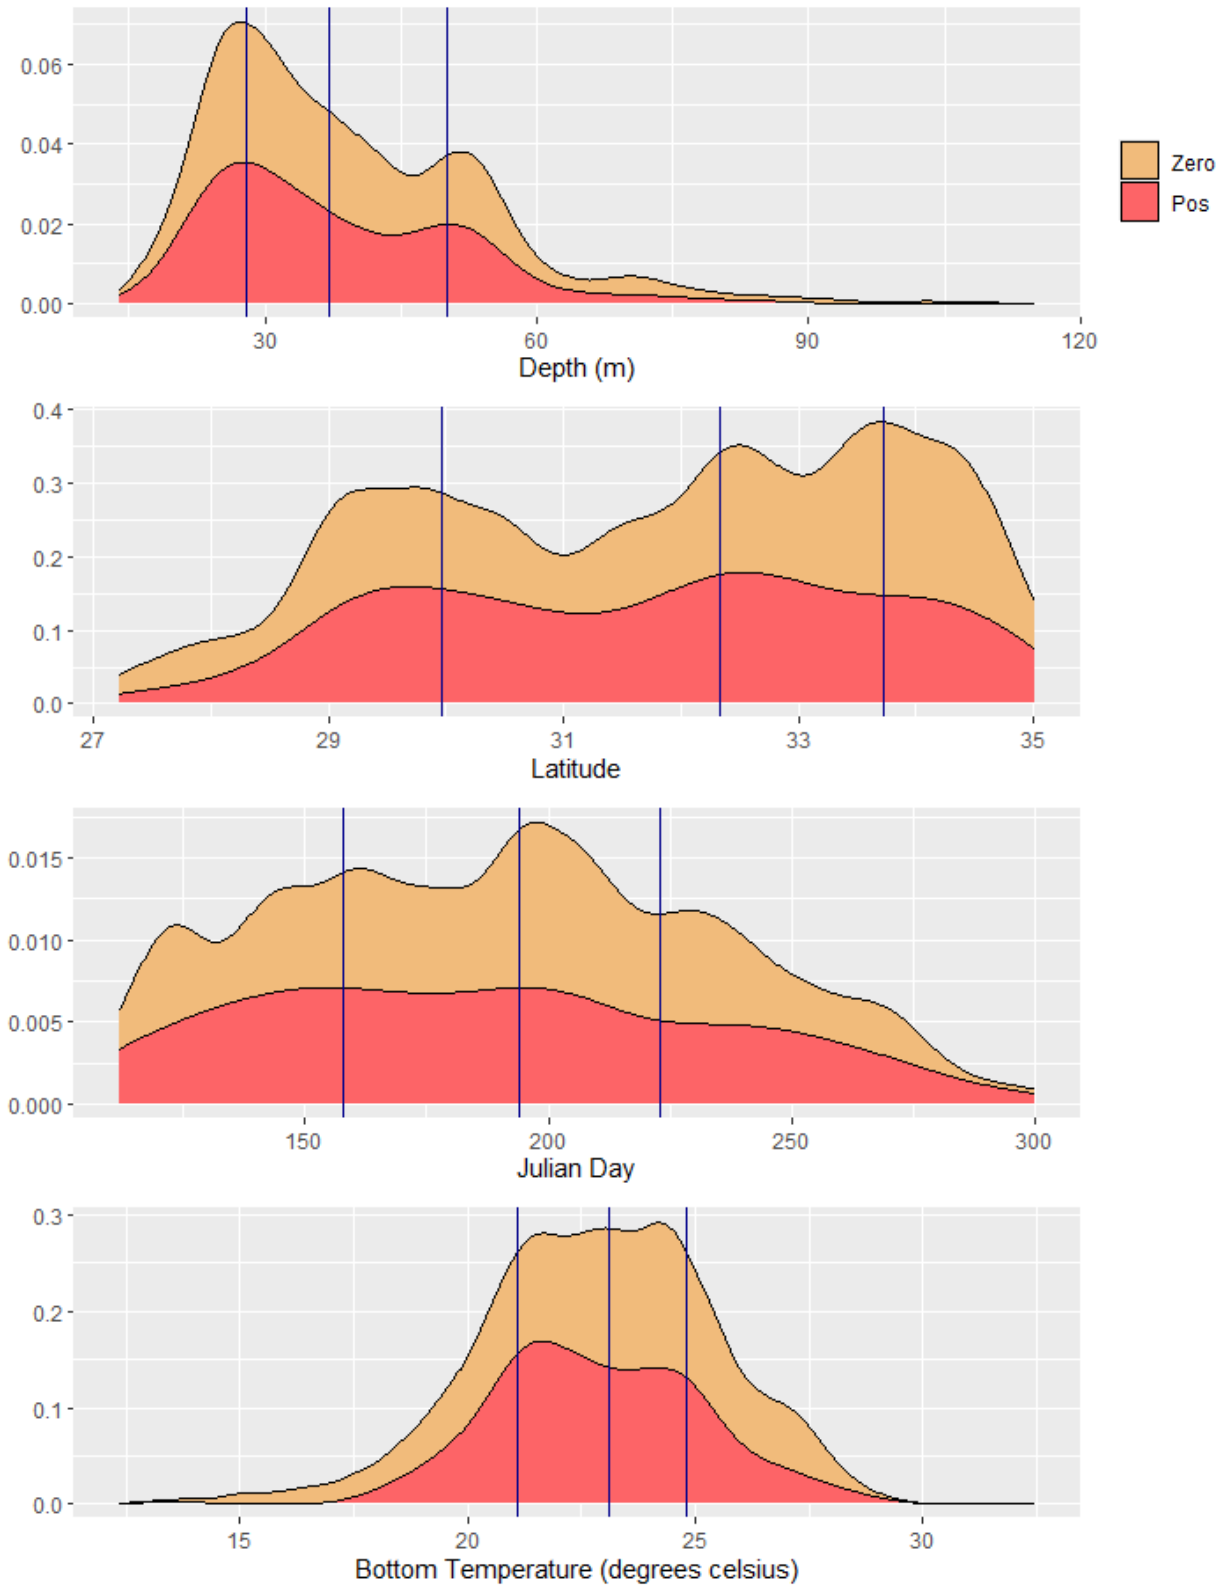 0.06
0.04
0.02
0.00
30 60 90 120
Depth (m)
Zero
Pos
0.4
0.3
0.2
0.1
0.0
27 29 31 33 35
Latitude
0.015
0.010
0.005
0.000
150 200 250 300
Julian Day
0.3
0.2
0.1
0.0
15 20 25 30
Bottom Temperature (degrees celsius)